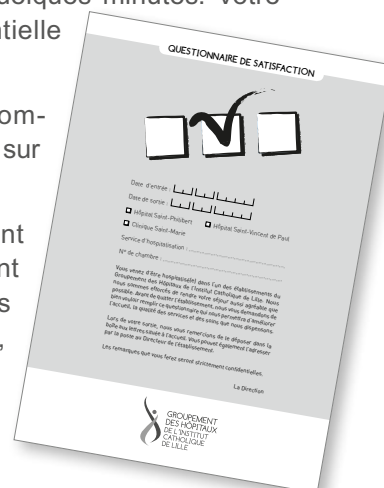 quelques minutes. Votre
ntielle
om-
sur
nt
nt
s
,
QUESTIONNAIRE DE SATISFACTION
Date d'entrée :
Date de sortie :
Hôpital Saint-Philibert Hôpital Saint-Vincent de Paul
Clinique Sainte-Marie
Service d'hospitalisation :
N° de chambre :
Vous venez d'être hospitalisé(e) dans l'un des établissements du
Groupement des Hôpitaux de l'Institut Catholique de Lille. Nous
nous sommes efforcés de rendre votre séjour aussi agréable que
possible. Avant de quitter l'établissement, nous vous demandons de
bien vouloir remplir ce questionnaire qui nous permettra d'améliorer
l'accueil, la qualité des services et des soins que nous dispensons.
Lors de votre sortie, nous vous remercions de le déposer dans la
boîte aux lettres située à l'accueil. Vous pouvez également l'adresser
par la poste au Directeur de l'établissement.
Les remarques que vous ferez seront strictement confidentielles.
La Direction
GROUPEMENT
DES HÔPITAUX
DE L'INSTITUT
CATHOLIQUE
DE LILLE